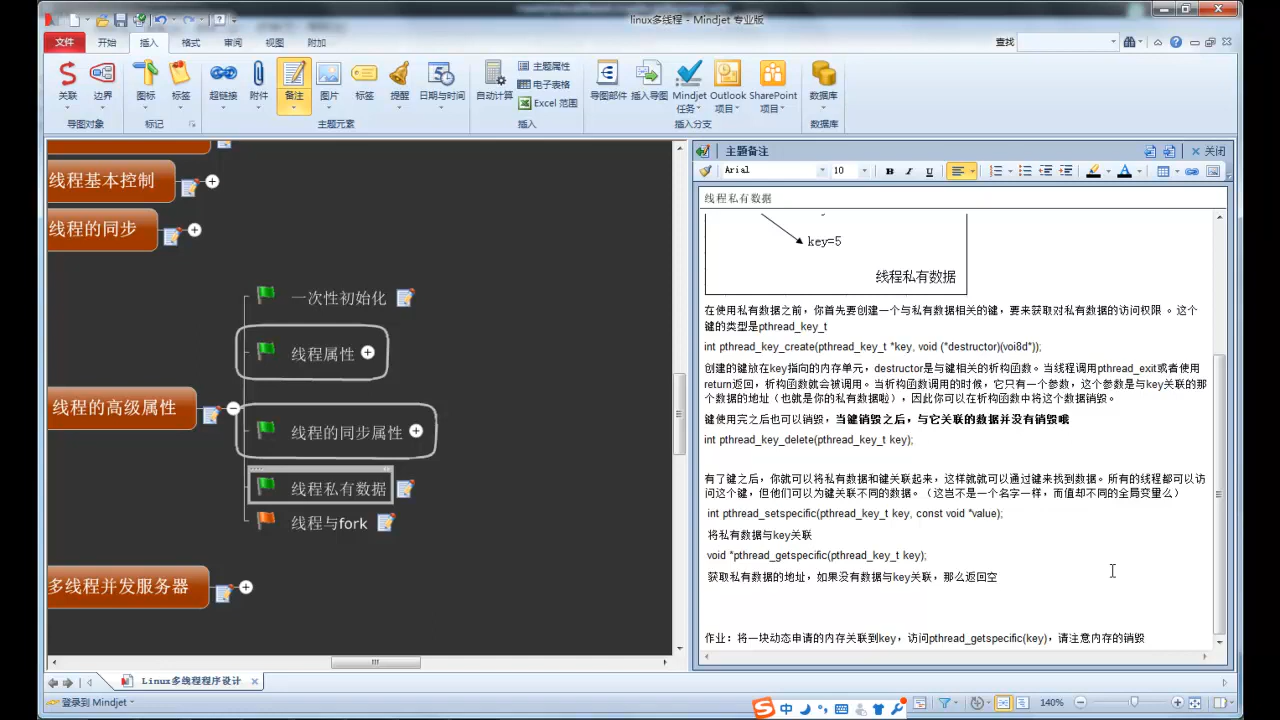 linux多线程 - Mindjet 专业版
文件 开始 插入 格式 审阅 视图 附加 查找
关联 边界 图标 标签 超链接 附件 备注 图片 标签 提醒 日期与时间 自动计算 主题属性 电子表格 Excel 范围 导图部件 插入导图 Mindjet 任务 Outlook 项目 SharePoint 项目 数据库
导图对象 标记 主题元素 插入 插入分支 数据库
线程基本控制
线程的同步
一次性初始化
线程属性
线程的高级属性
线程的同步属性
线程私有数据
线程与fork
多线程并发服务器
主题备注 关闭
Arial 10
线程私有数据
key=5
线程私有数据
在使用私有数据之前，你首先要创建一个与私有数据相关的键，要来获取对私有数据的访问权限 。这个
键的类型是pthread_key_t
int pthread_key_create(pthread_key_t *key, void (*destructor)(voi8d*));
创建的键放在key指向的内存单元，destructor是与键相关的析构函数。当线程调用pthread_exit或者使用
return返回，析构函数就会被调用。当析构函数调用的时候，它只有一个参数，这个参数是与key关联的那
个数据的地址（也就是你的私有数据啦），因此你可以在析构函数中将这个数据销毁。
键使用完之后也可以销毁，当键销毁之后，与它关联的数据并没有销毁哦
int pthread_key_delete(pthread_key_t key);
有了键之后，你就可以将私有数据和键关联起来，这样就就可以通过键来找到数据。所有的线程都可以访
问这个键，但他们可以为键关联不同的数据。（这岂不是一个名字一样，而值却不同的全局变量么）
int pthread_setspecific(pthread_key_t key, const void *value);
将私有数据与key关联
void *pthread_getspecific(pthread_key_t key);
获取私有数据的地址，如果没有数据与key关联，那么返回空
作业：将一块动态申请的内存关联到key，访问pthread_getspecific(key)，请注意内存的销毁
Linux多线程程序设计
登录到 Mindjet 中 140%